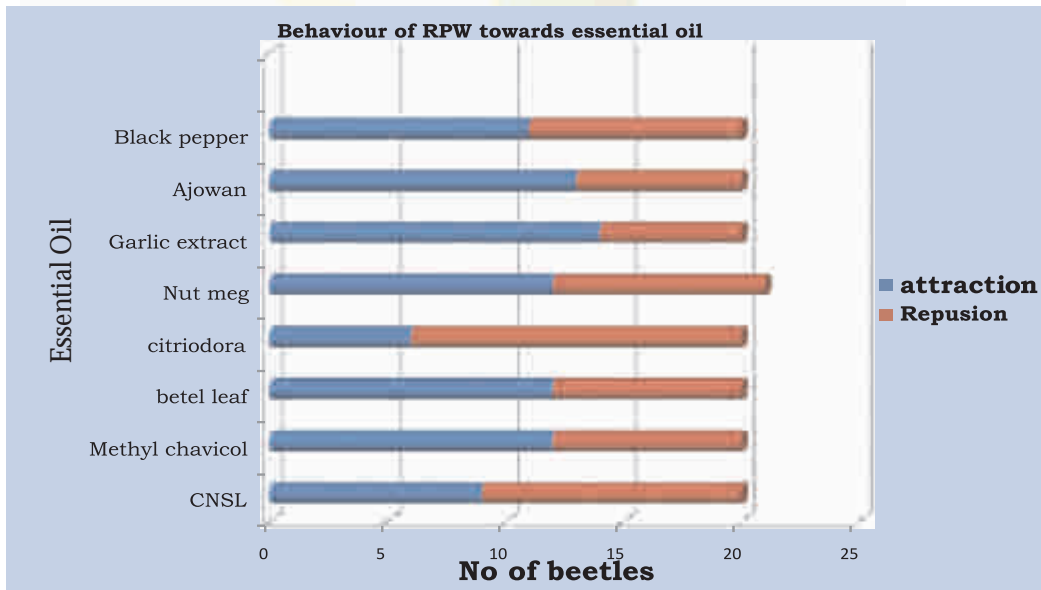 Behaviour of RPW towards essential oil
Essential Oil
Black pepper
Ajowan
Garlic extract
Nut meg
citriodora
betel leaf
Methyl chavicol
CNSL
attraction
Repusion
0 5 10 15 20 25
No of beetles